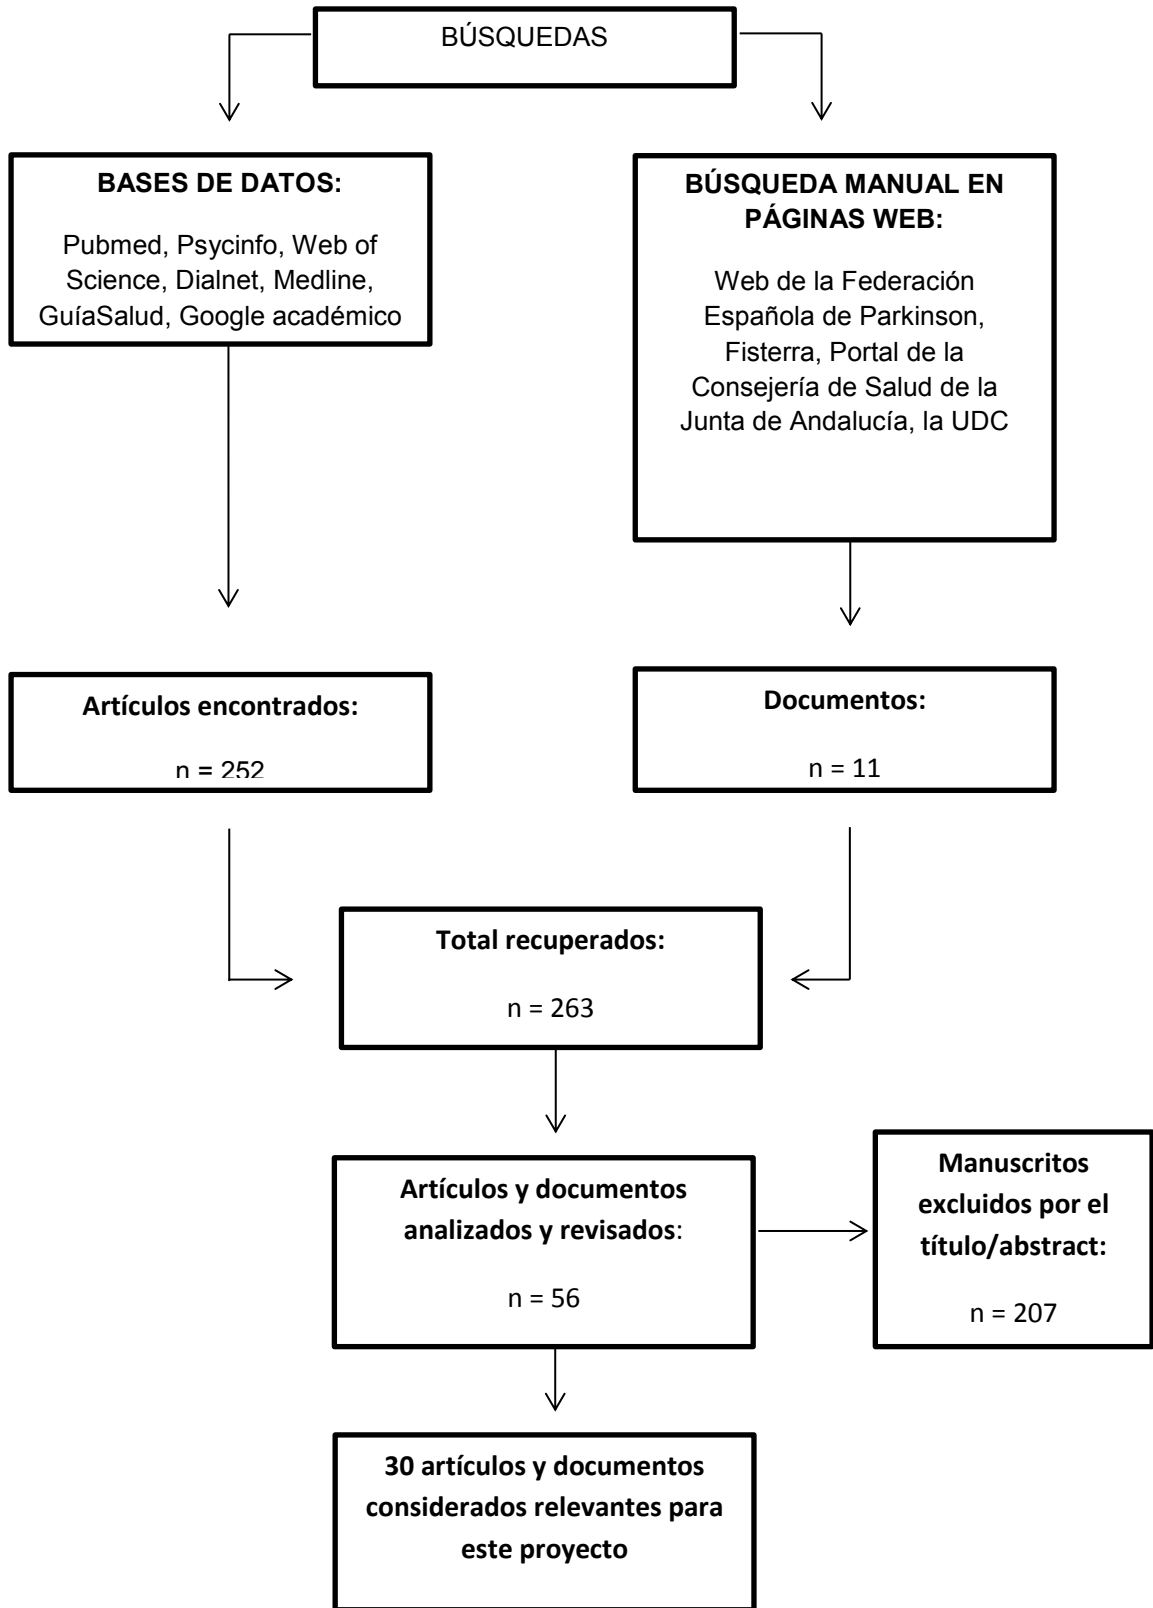 BÚSQUEDAS
BASES DE DATOS:
Pubmed, Psycinfo, Web of
Science, Dialnet, Medline,
GuíaSalud, Google académico
BÚSQUEDA MANUAL EN
PÁGINAS WEB:
Web de la Federación
Española de Parkinson,
Fisterra, Portal de la
Consejería de Salud de la
Junta de Andalucía, la UDC
Artículos encontrados:
n = 252
Documentos:
n = 11
Total recuperados:
n = 263
Artículos y documentos
analizados y revisados:
n = 56
Manuscritos
excluidos por el
título/abstract:
n = 207
30 artículos y documentos
considerados relevantes para
este proyecto